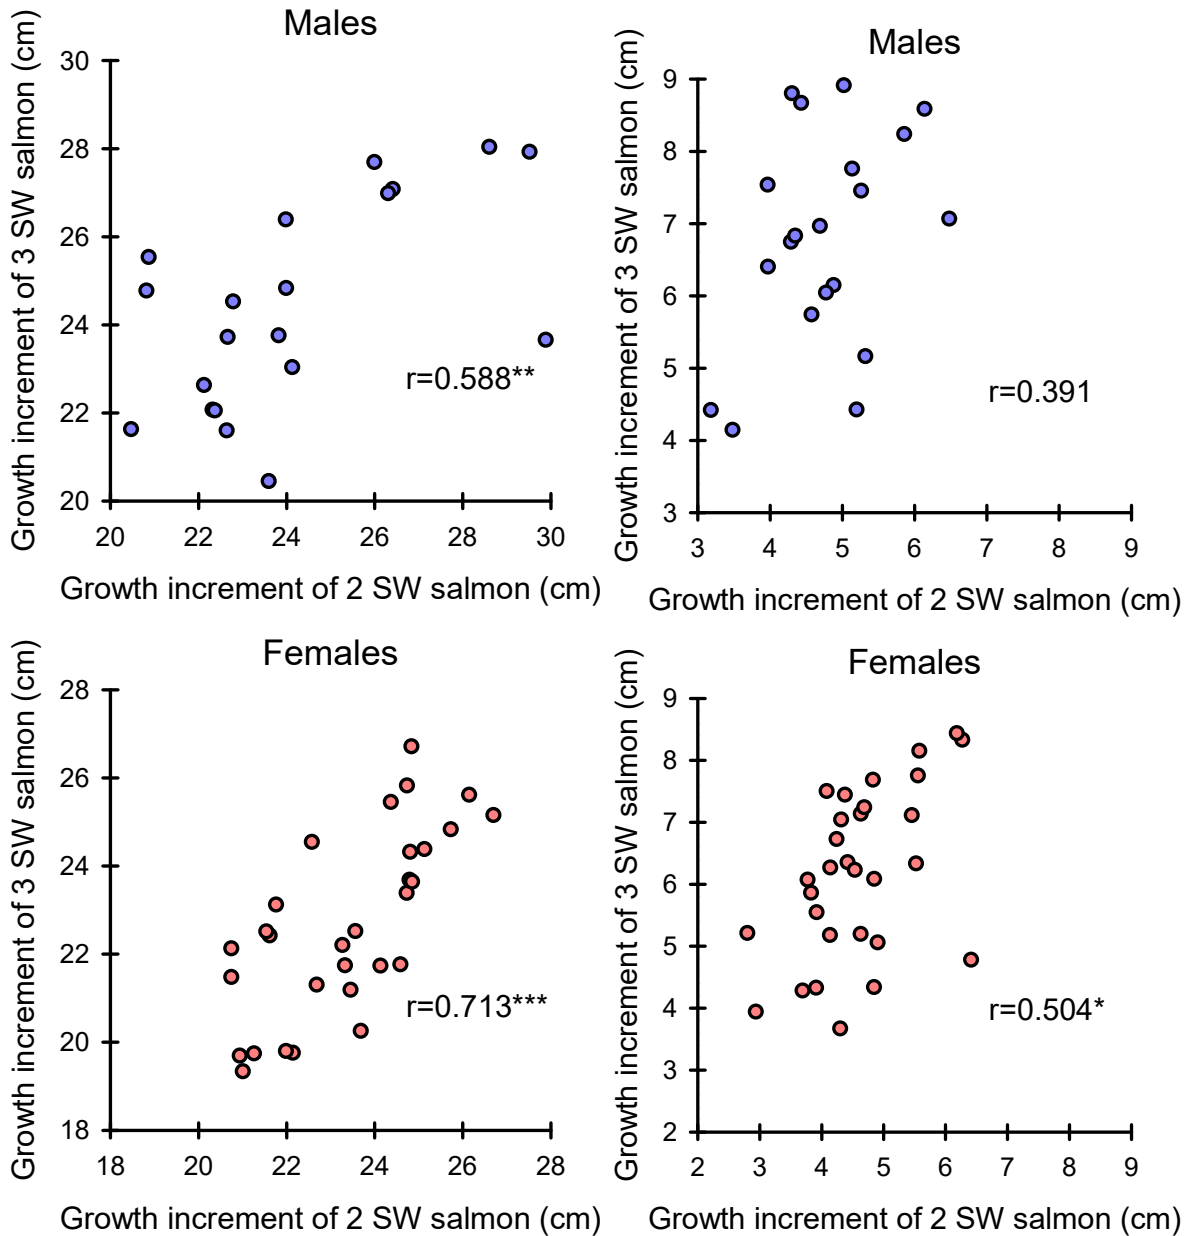 Males
Growth increment of 3 SW salmon (cm)
30
28
26
24
22
20
r=0.588**
20 22 24 26 28 30
Growth increment of 2 SW salmon (cm)
Males
Growth increment of 3 SW salmon (cm)
9
8
7
6
5
4
3
r=0.391
3 4 5 6 7 8 9
Growth increment of 2 SW salmon (cm)
Females
Growth increment of 3 SW salmon (cm)
28
26
24
22
20
18
r=0.713***
18 20 22 24 26 28
Growth increment of 2 SW salmon (cm)
Females
Growth increment of 3 SW salmon (cm)
9
8
7
6
5
4
3
2
r=0.504*
2 3 4 5 6 7 8 9
Growth increment of 2 SW salmon (cm)